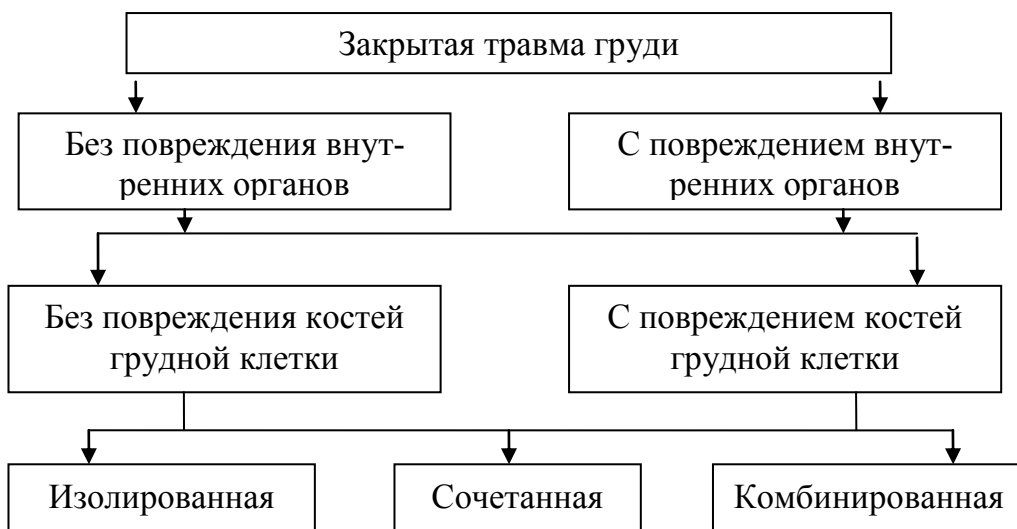 Закрытая травма груди
Без повреждения внут-
ренних органов
С повреждением внут-
ренних органов
Без повреждения костей
грудной клетки
С повреждением костей
грудной клетки
Изолированная
Сочетанная
Комбинированная